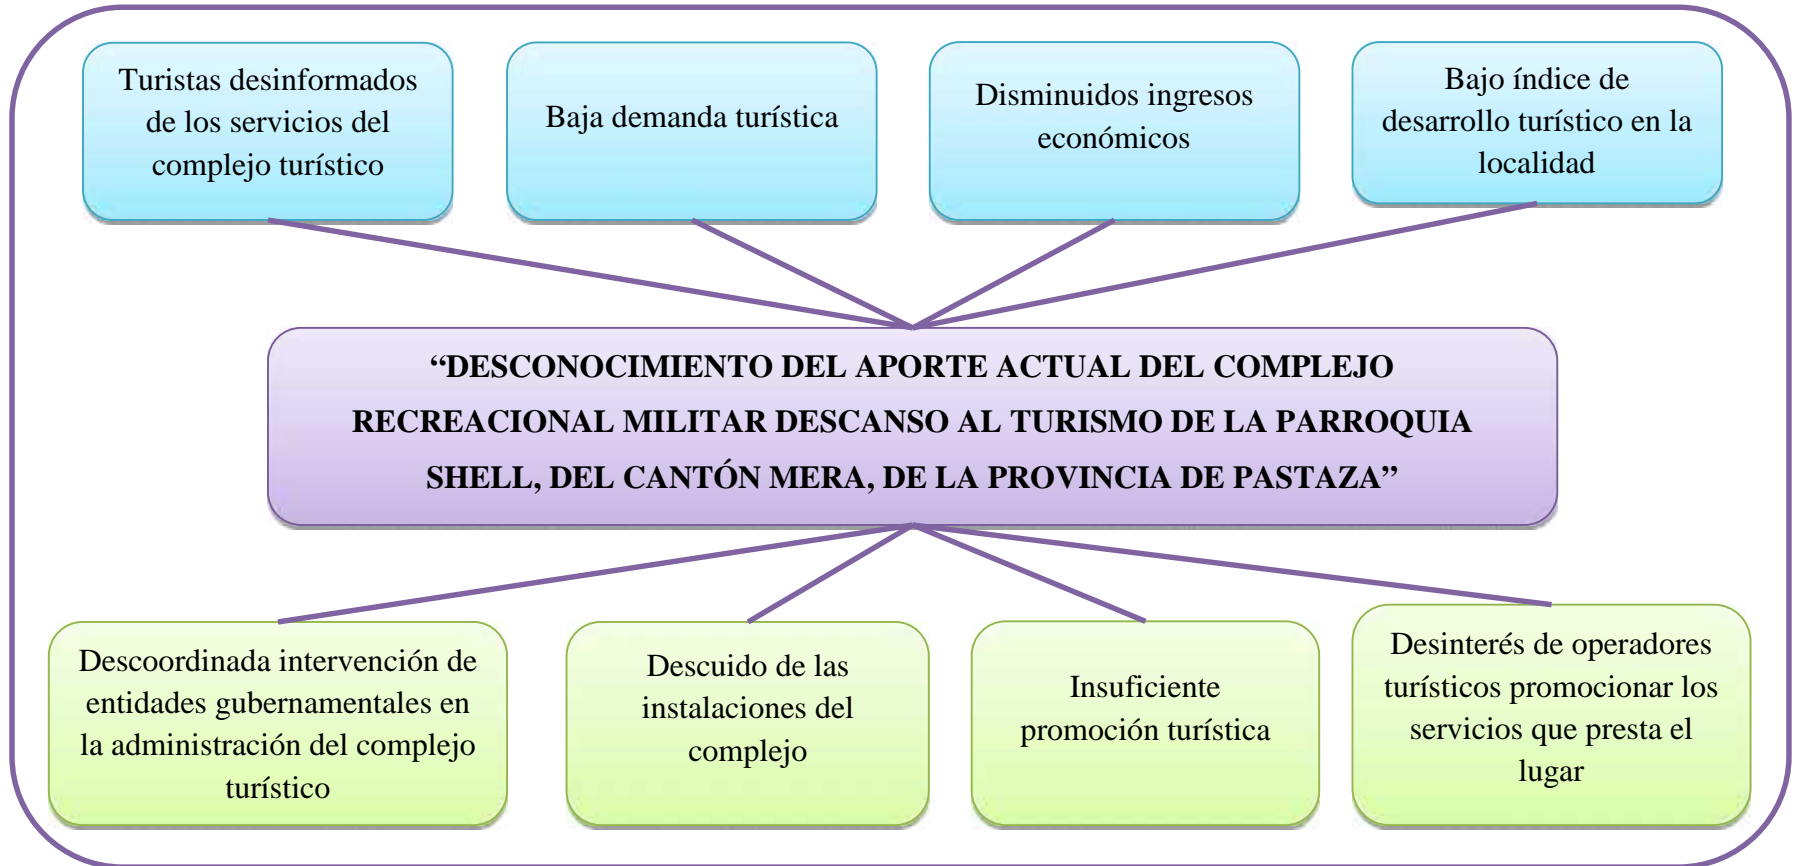 Turistas desinformados
de los servicios del
complejo turístico
Baja demanda turística
Disminuidos ingresos
económicos
Bajo índice de
desarrollo turístico en la
localidad
“DESCONOCIMIENTO DEL APORTE ACTUAL DEL COMPLEJO
RECREACIONAL MILITAR DESCANSO AL TURISMO DE LA PARROQUIA
SHELL, DEL CANTÓN MERA, DE LA PROVINCIA DE PASTAZA”
Descoordinada intervención de
entidades gubernamentales en
la administración del complejo
turístico
Descuido de las
instalaciones del
complejo
Insuficiente
promoción turística
Desinterés de operadores
turísticos promocionar los
servicios que presta el
lugar